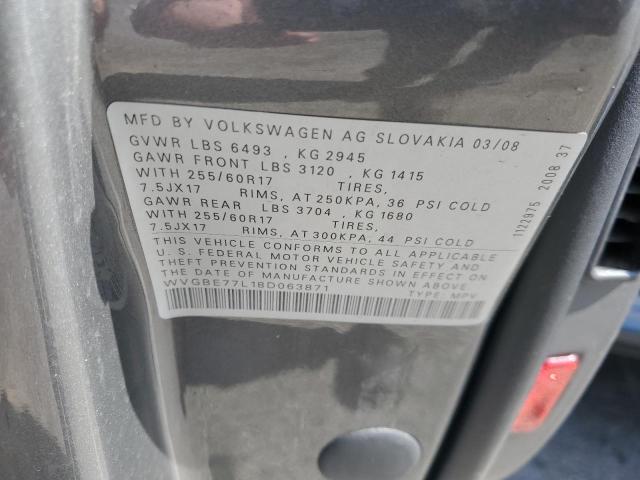 MFD BY VOLKSWAGEN AG SLOVAKIA 03/08
GVWR LBS 6493 , KG 2945
GAWR FRONT LBS 3120 , KG 1415
WITH 255/60R17 TIRES,
7.5JX17 RIMS, AT 250KPA, 36 PSI COLD
GAWR REAR LBS 3704 , KG 1680
WITH 255/60R17 TIRES,
7.5JX17 RIMS, AT 300KPA, 44 PSI COLD
THIS VEHICLE CONFORMS TO ALL APPLICABLE
U. S. FEDERAL MOTOR VEHICLE SAFETY AND
THEFT PREVENTION STANDARDS IN EFFECT ON
THE DATE OF MANUFACTURE SHOWN ABOVE
WVGBE77L18D063871
TYPE: MPV
1122975 2008 37